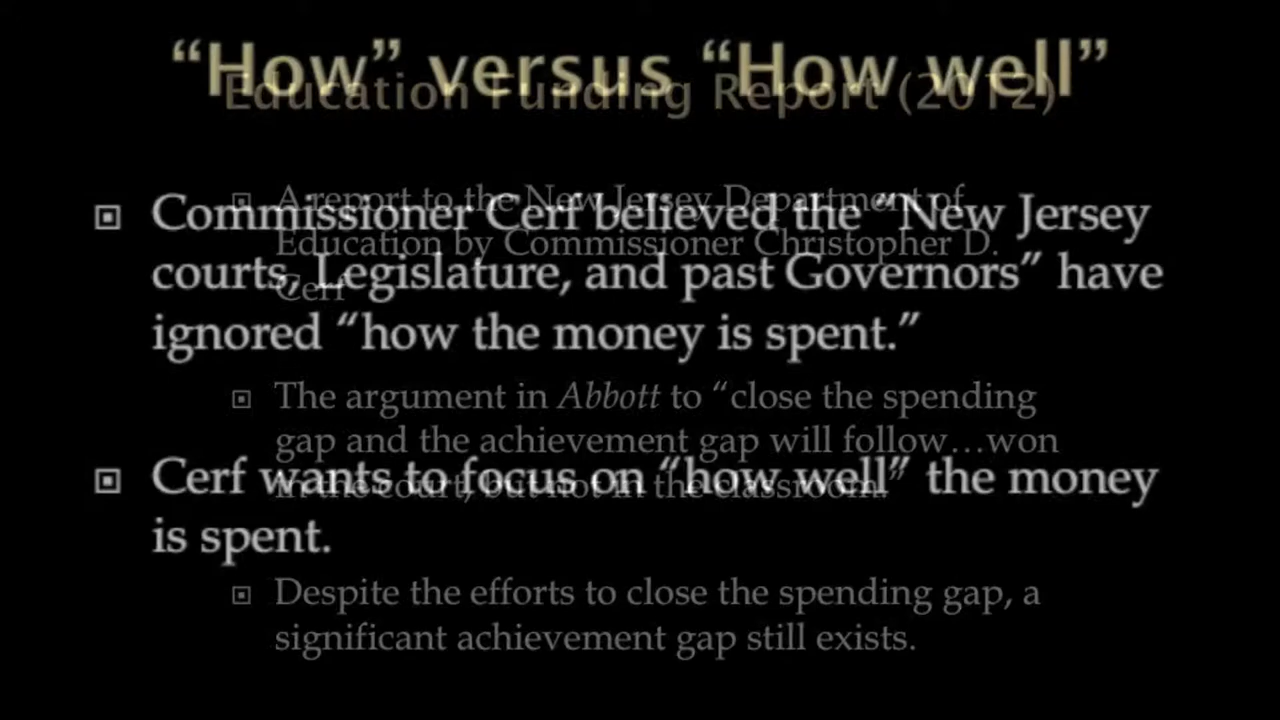 “How” versus “How well”
Commissioner Cerf believed the “New Jersey
courts, Legislature, and past Governors” have
ignored “how the money is spent.”
Cerf wants to focus on “how well” the money
is spent.
Education Funding Report (2012)
A report to the New Jersey Department of
Education by Commissioner Christopher D.
Cerf
The argument in Abbott to “close the spending
gap and the achievement gap will follow…won
in the court, but not in the classroom.”
Despite the efforts to close the spending gap, a
significant achievement gap still exists.